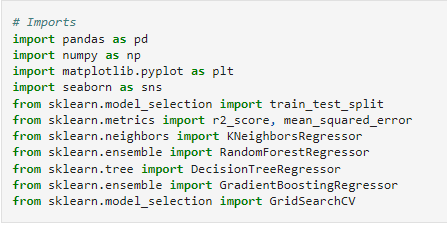 # Imports
import pandas as pd
import numpy as np
import matplotlib.pyplot as plt
import seaborn as sns
from sklearn.model_selection import train_test_split
from sklearn.metrics import r2_score, mean_squared_error
from sklearn.neighbors import KNeighborsRegressor
from sklearn.ensemble import RandomForestRegressor
from sklearn.tree import DecisionTreeRegressor
from sklearn.ensemble import GradientBoostingRegressor
from sklearn.model_selection import GridSearchCV